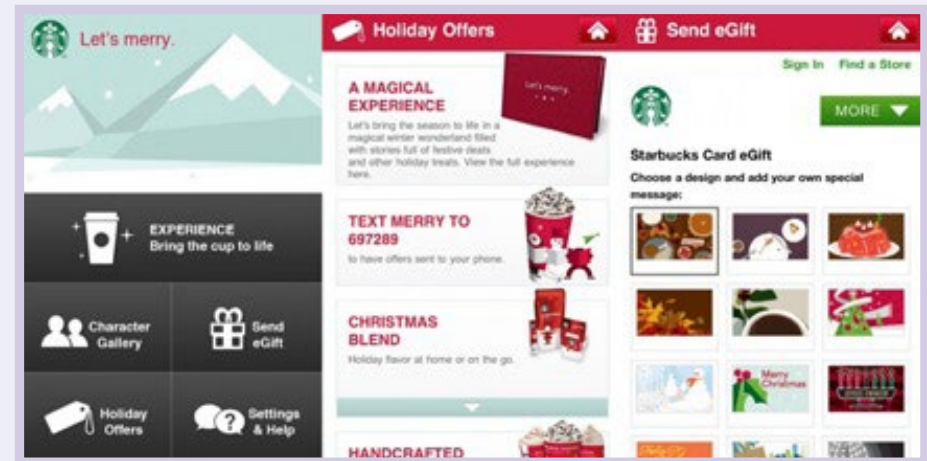 Let's merry.
EXPERIENCE
Bring the cup to life
Character
Gallery
Send
eGift
Holiday
Offers
Settings
& Help
Holiday Offers
A MAGICAL
EXPERIENCE
Let's bring the season to life in a
magical winter wonderland filled
with stories full of festive deals
and other holiday treats. View the full experience
here.
Let's merry.
TEXT MERRY TO
697289
to have offers sent to your phone.
CHRISTMAS
BLEND
Holiday flavor at home or on the go.
HANDCRAFTED
Send eGift
Sign In Find a Store
MORE
Starbucks Card eGift
Choose a design and add your own special
message:
Merry
Christmas